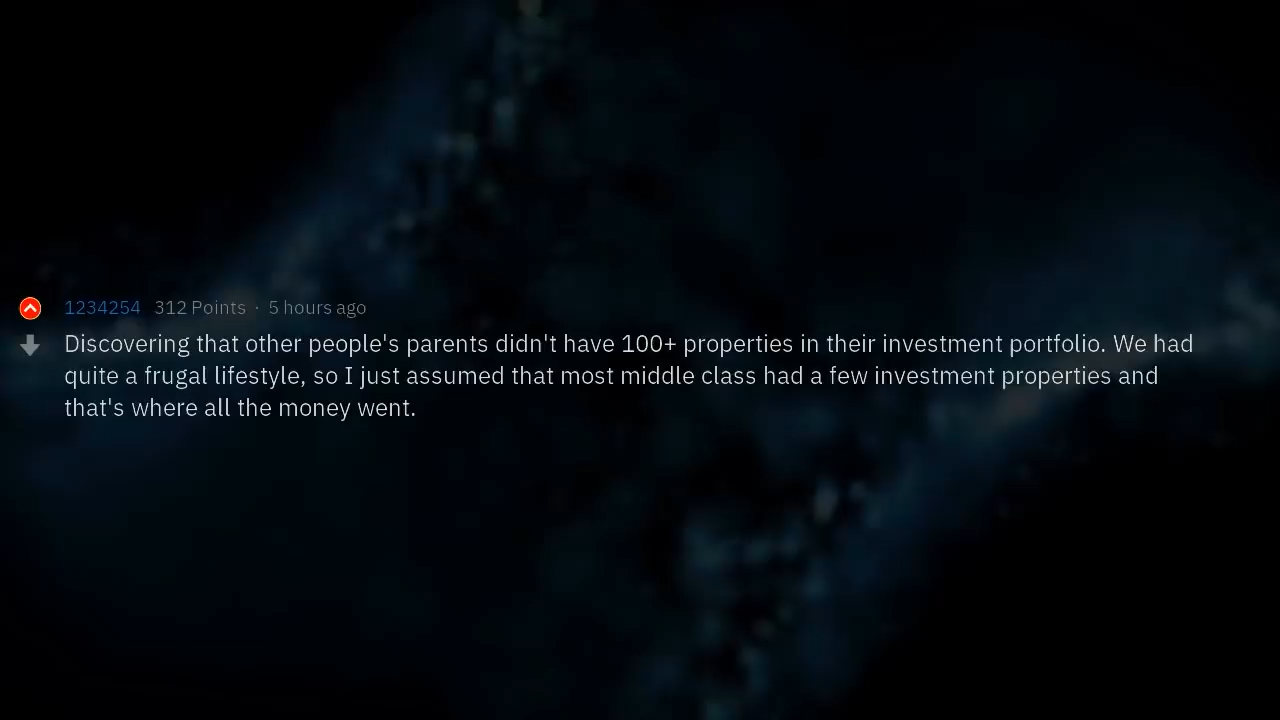 1234254 312 Points · 5 hours ago
Discovering that other people's parents didn't have 100+ properties in their investment portfolio. We had
quite a frugal lifestyle, so I just assumed that most middle class had a few investment properties and
that's where all the money went.